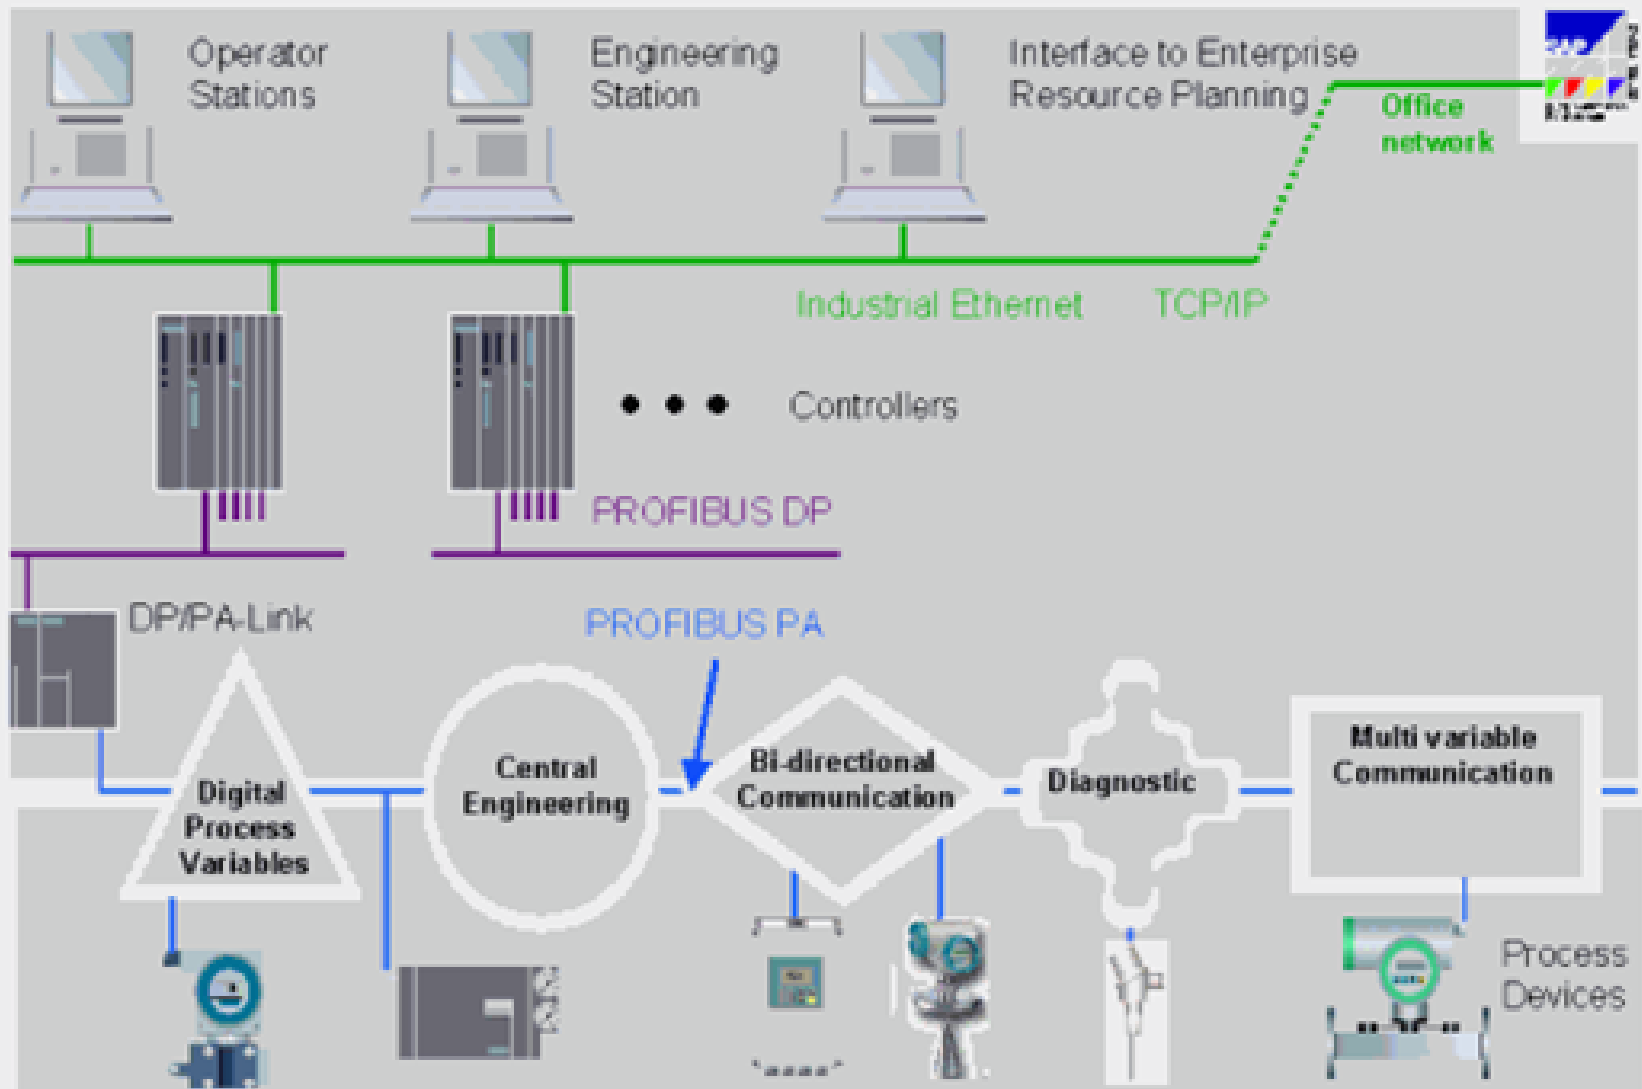 Operator
Stations
Engineering
Station
Interface to Enterprise
Resource Planning
Office
network
Industrial Ethernet TCP/IP
Controllers
PROFIBUS DP
DP/PA-Link
PROFIBUS PA
Digital
Process
Variables
Central
Engineering
Bi-directional
Communication
Diagnostic
Multi variable
Communication
Process
Devices